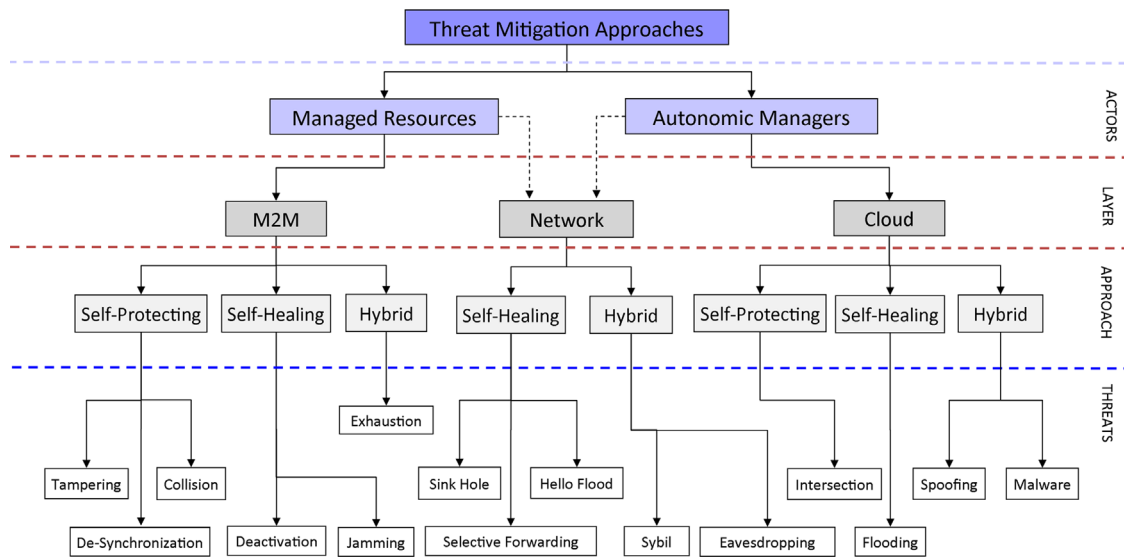 Threat Mitigation Approaches
ACTORS
Managed Resources
Autonomic Managers
LAYER
M2M
Network
Cloud
APPROACH
Self-Protecting
Self-Healing
Hybrid
Self-Healing
Hybrid
Self-Protecting
Self-Healing
Hybrid
THREATS
Exhaustion
Tampering
Collision
Sink Hole
Hello Flood
Intersection
Spoofing
Malware
De-Synchronization
Deactivation
Jamming
Selective Forwarding
Sybil
Eavesdropping
Flooding